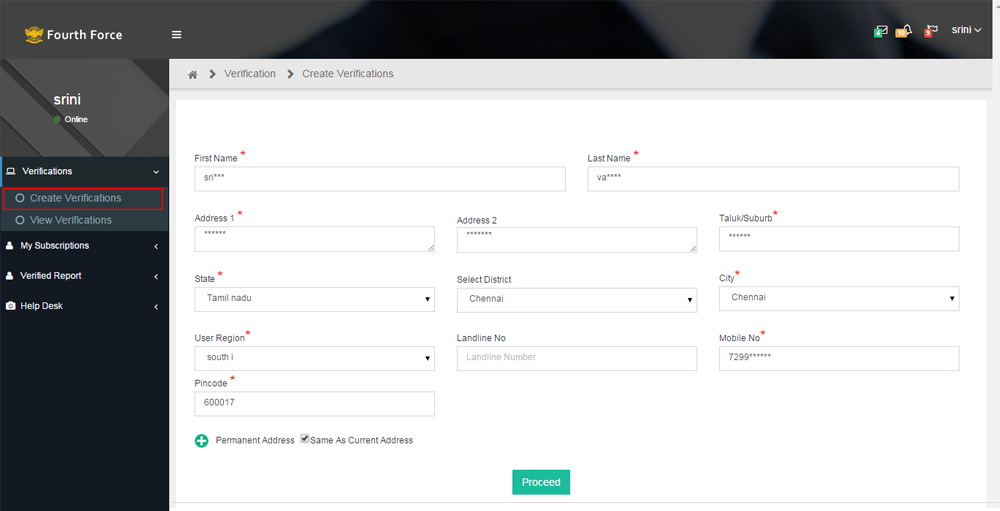 Fourth Force
4
10
9
srini
srini
Online
Verification
Create Verifications
Verifications
Create Verifications
View Verifications
My Subscriptions
Verified Report
Help Desk
First Name *
Last Name *
sri***
va****
Address 1 *
Address 2
Taluk/Suburb*
******
*******
******
State *
Select District
City*
Tamil nadu
Chennai
Chennai
User Region*
Landline No
Mobile No*
south i
Landline Number
7299******
Pincode *
600017
Permanent Address
Same As Current Address
Proceed